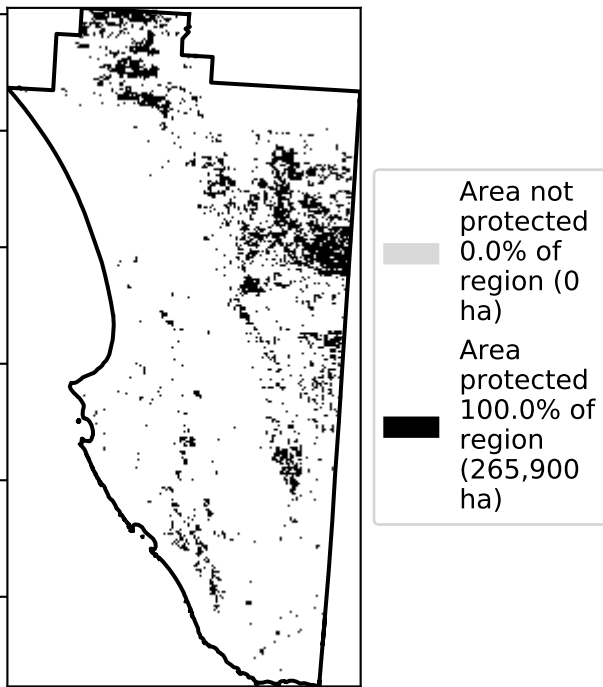 Area not
protected
0.0% of
region (0
ha)
Area
protected
100.0% of
region
(265,900
ha)